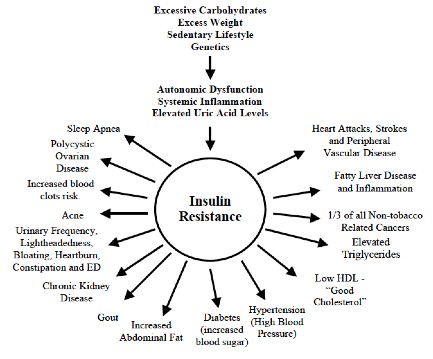 Excessive Carbohydrates
Excess Weight
Sedentary Lifestyle
Genetics
Autonomic Dysfunction
Systemic Inflammation
Elevated Uric Acid Levels
Sleep Apnea
Polycystic
Ovarian
Disease
Increased blood
clots risk.
Acne
Urinary Frequency,
Lightheadedness,
Bloating, Heartburn,
Constipation and ED
Chronic Kidney
Disease
Gout
Increased
Abdominal Fat
Diabetes
(increased
blood sugar)
Hypertension
(High Blood
Pressure)
Low HDL -
“Good
Cholesterol”
Elevated
Triglycerides
1/3 of all Non-tobacco
Related Cancers
Fatty Liver Disease
and Inflammation
Heart Attacks, Strokes
and Peripheral
Vascular Disease
Insulin
Resistance